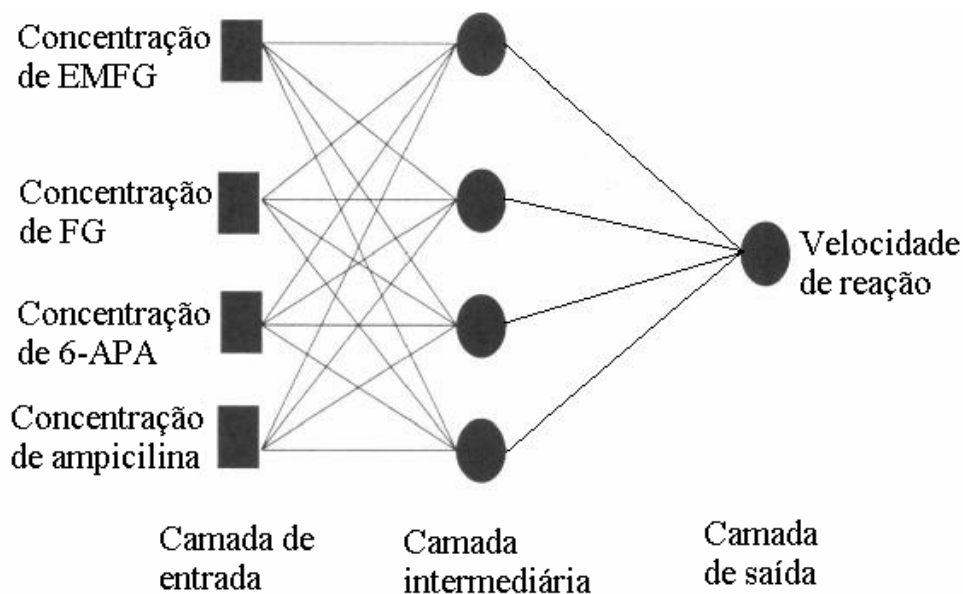 Concentração
de EMFG
Concentração
de FG
Concentração
de 6-APA
Concentração
de ampicilina
Velocidade
de reação
Camada de
entrada
Camada
intermediária
Camada
de saída